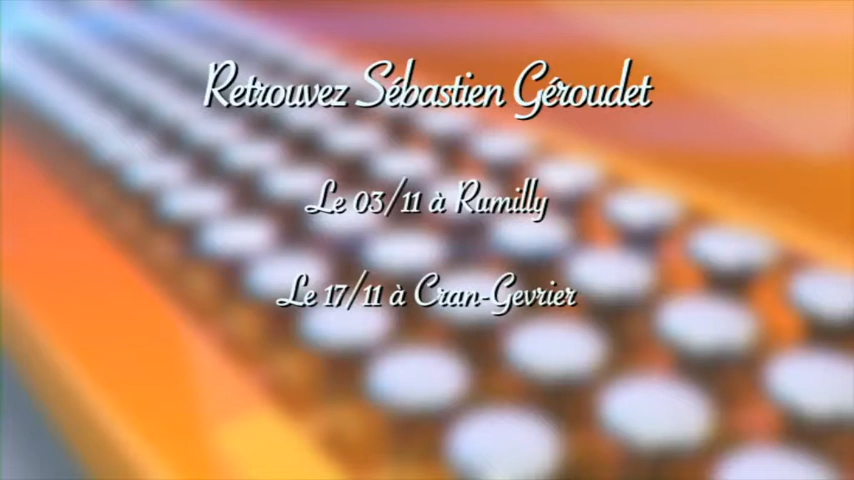 Retrouvez Sébastien Géroudet
Le 03/11 à Rumilly
Le 17/11 à Cran-Gevrier